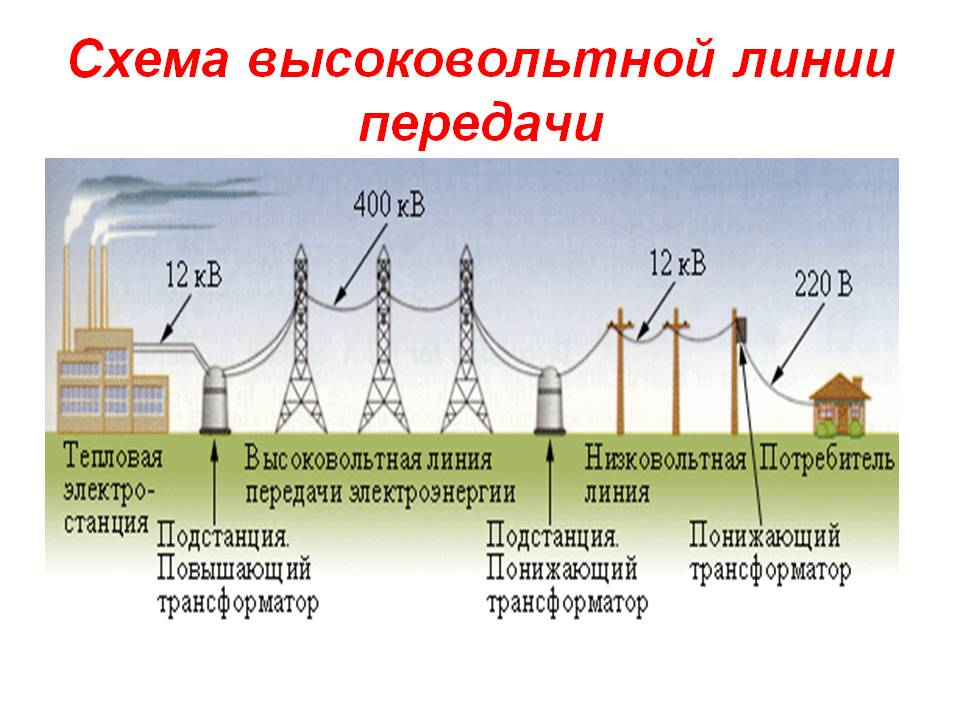 Схема высоковольтной линии
передачи
400 кВ
12 кВ
12 кВ
220 В
Тепловая
электро-
станция
Высоковольтная линия
передачи электроэнергии
Низковольтная
линия
Потребитель
Подстанция.
Повышающий
трансформатор
Подстанция.
Понижающий
трансформатор
Понижающий
трансформатор